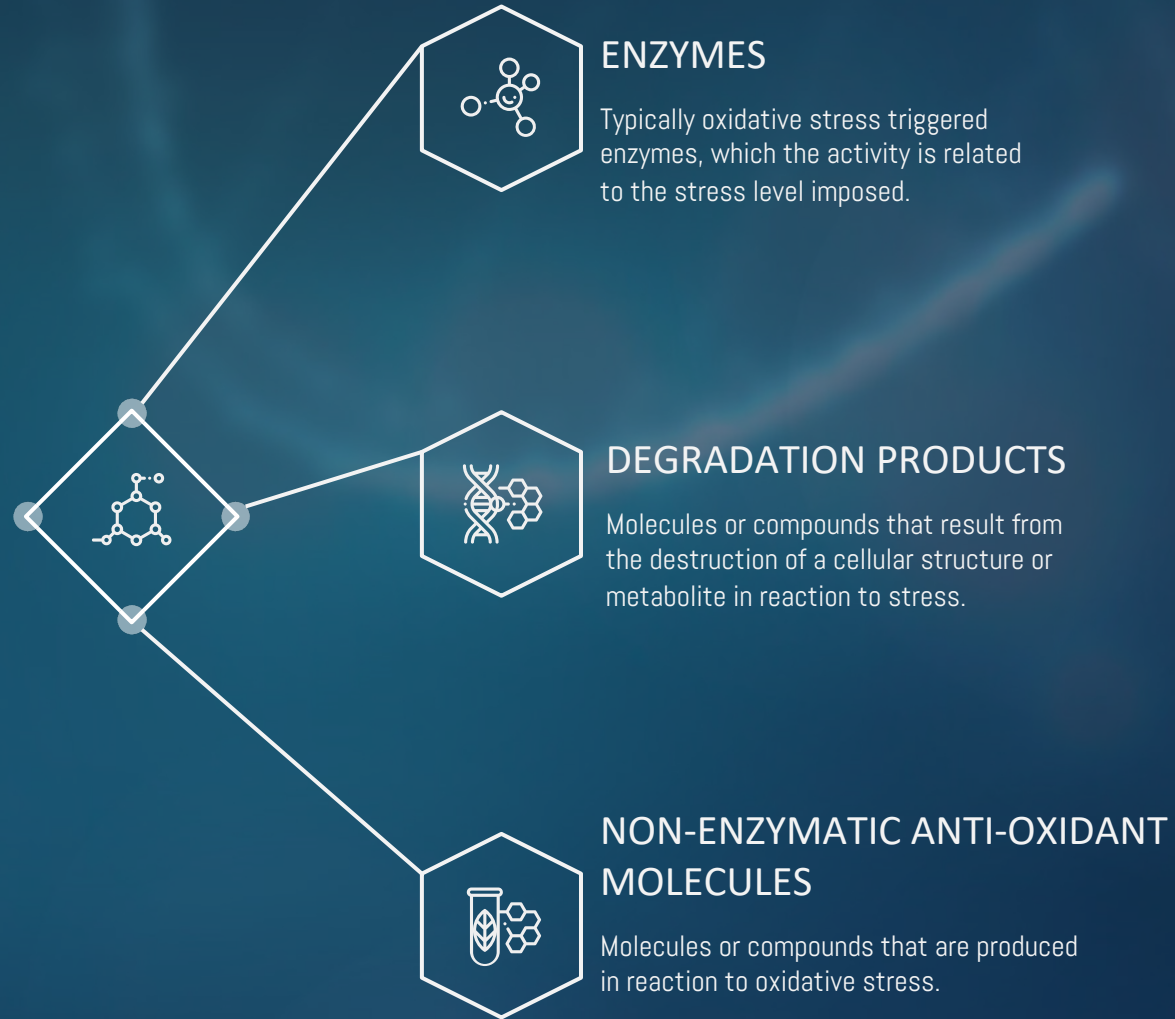 ENZYMES
Typically oxidative stress triggered
enzymes, which the activity is related
to the stress level imposed.
DEGRADATION PRODUCTS
Molecules or compounds that result from
the destruction of a cellular structure or
metabolite in reaction to stress.
NON-ENZYMATIC ANTI-OXIDANT
MOLECULES
Molecules or compounds that are produced
in reaction to oxidative stress.